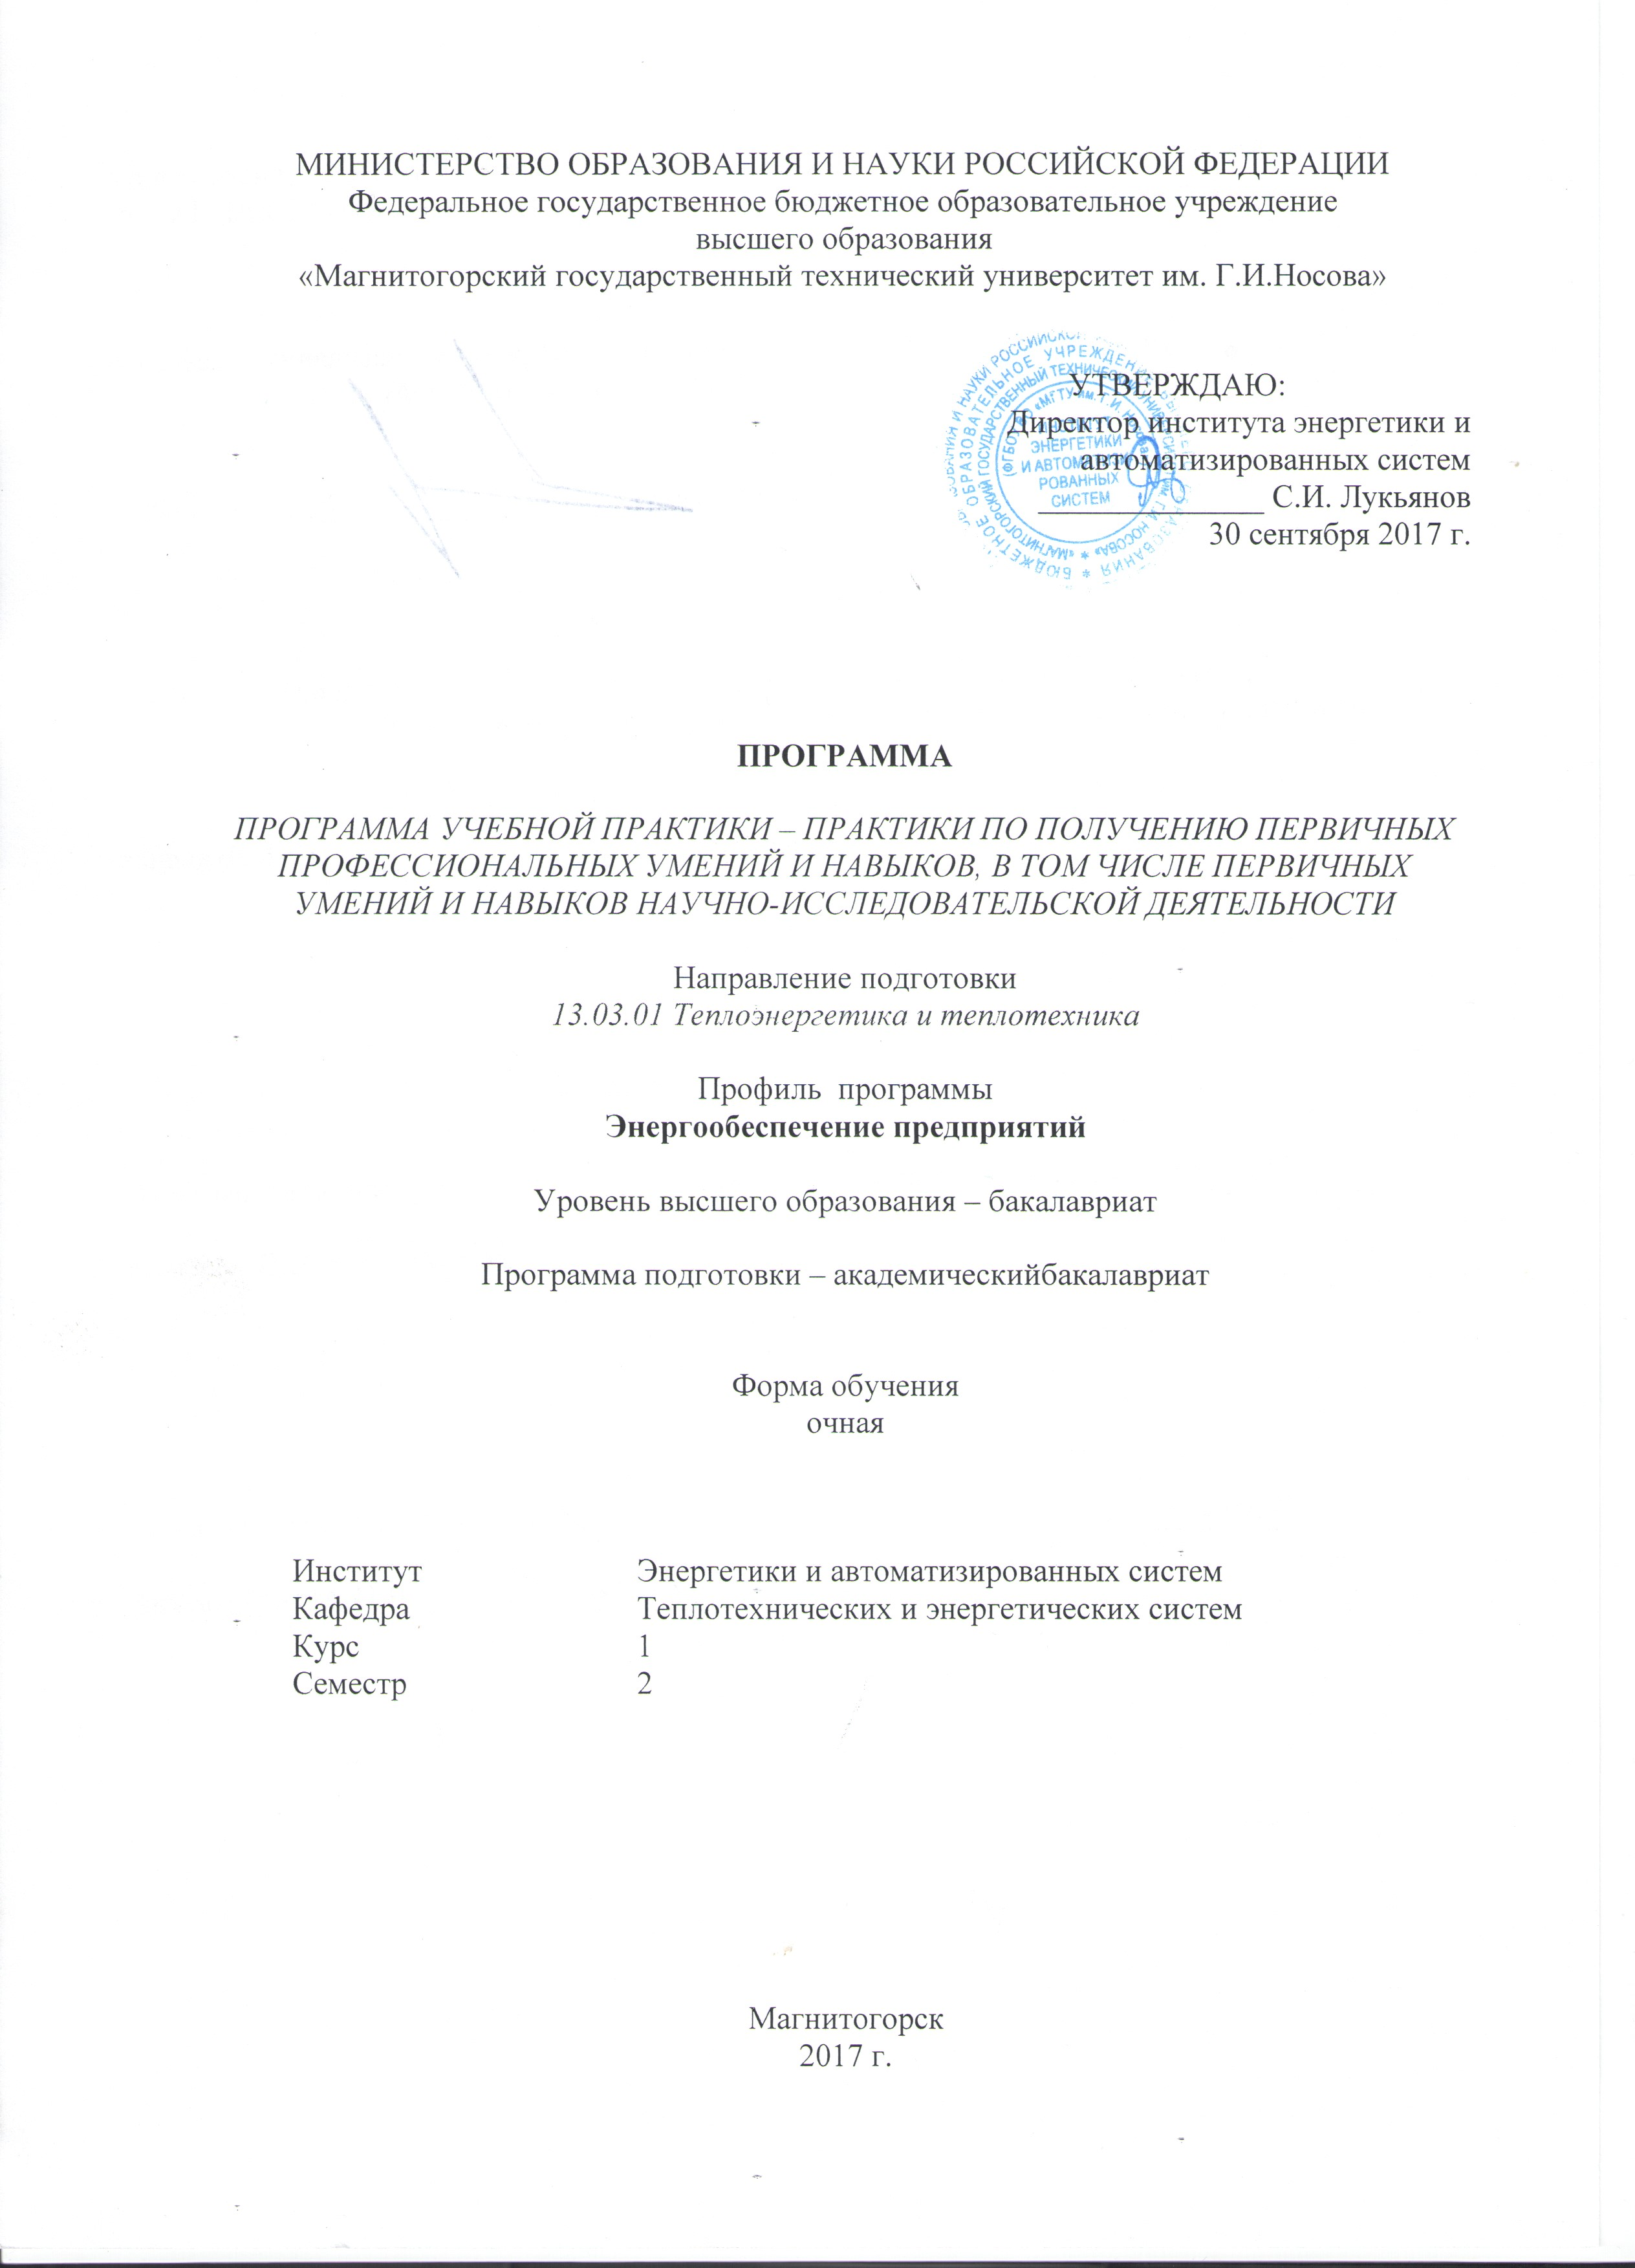 МИНИСТЕРСТВО ОБРАЗОВАНИЯ И НАУКИ РОССИЙСКОЙ ФЕДЕРАЦИИ
Федеральное государственное бюджетное образовательное учреждение
высшего образования
«Магнитогорский государственный технический университет им. Г.И.Носова»
УТВЕРЖДАЮ:
Директор института энергетики и
автоматизированных систем
С.И. Лукьянов
30 сентября 2017 г.
ЭНЕРГЕТИКИ
И АВТОМАТИЗИ
РОВАННЫХ
СИСТЕМ
ПРОГРАММА
ПРОГРАММА УЧЕБНОЙ ПРАКТИКИ – ПРАКТИКИ ПО ПОЛУЧЕНИЮ ПЕРВИЧНЫХ
ПРОФЕССИОНАЛЬНЫХ УМЕНИЙ И НАВЫКОВ, В ТОМ ЧИСЛЕ ПЕРВИЧНЫХ
УМЕНИЙ И НАВЫКОВ НАУЧНО-ИССЛЕДОВАТЕЛЬСКОЙ ДЕЯТЕЛЬНОСТИ
Направление подготовки
13.03.01 Теплоэнергетика и теплотехника
Профиль программы
Энергообеспечение предприятий
Уровень высшего образования – бакалавриат
Программа подготовки – академическийбакалавриат
Форма обучения
очная
Институт Энергетики и автоматизированных систем
Кафедра Теплотехнических и энергетических систем
Курс 1
Семестр 2
Магнитогорск
2017 г.